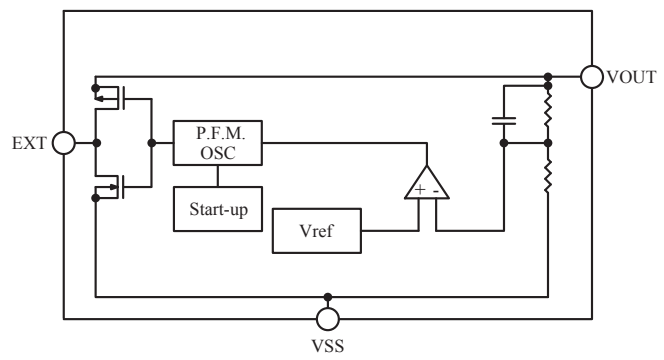 VOUT
EXT
P.F.M.
OSC
+ -
Start-up
Vref
VSS